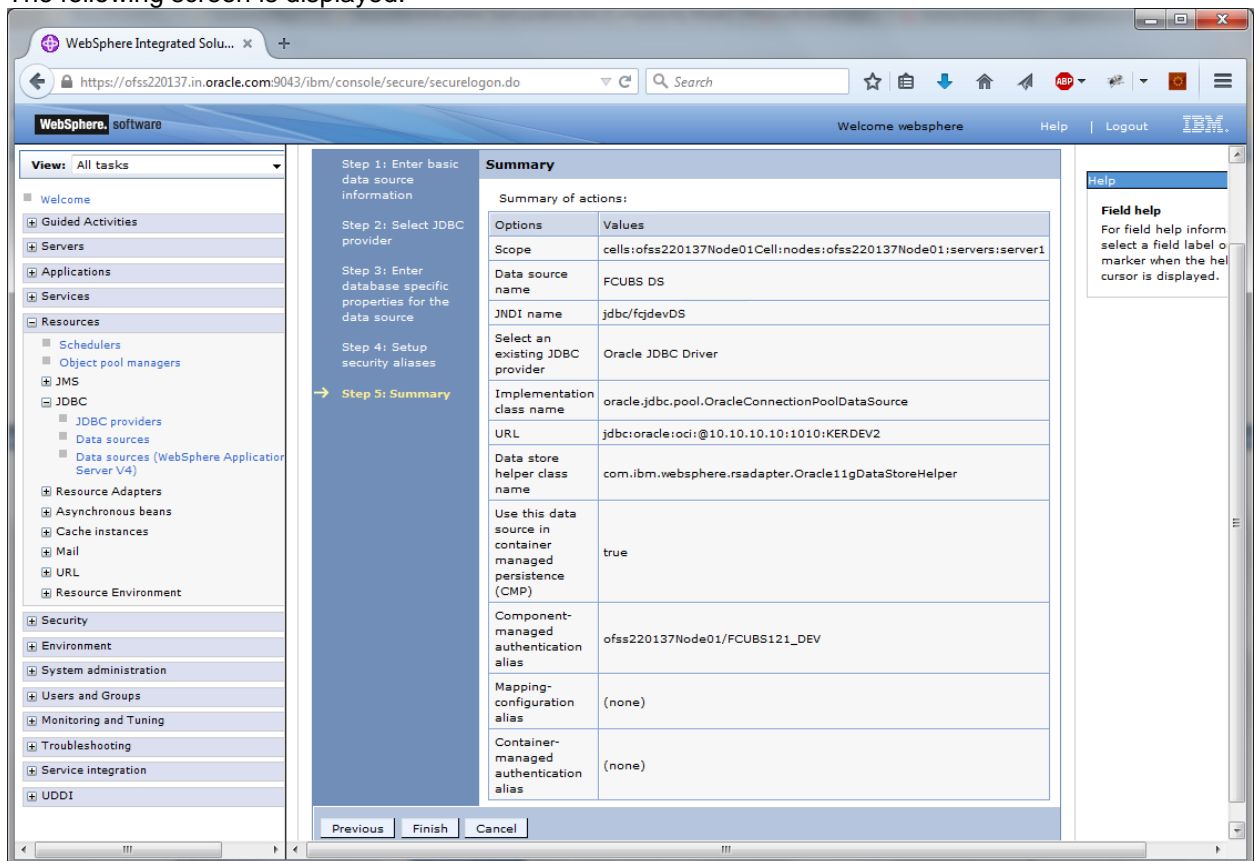 The following screen is displayed:
WebSphere Integrated Solu... × +
https://ofss220137.in.oracle.com:9043/ibm/console/secure/securelogon.do
Search
ABP
WebSphere. software
Welcome websphere
Help | Logout
IBM.
View: All tasks
Welcome
Guided Activities
Servers
Applications
Services
Resources
Schedulers
Object pool managers
JMS
JDBC
JDBC providers
Data sources
Data sources (WebSphere Application
Server V4)
Resource Adapters
Asynchronous beans
Cache instances
Mail
URL
Resource Environment
Security
Environment
System administration
Users and Groups
Monitoring and Tuning
Troubleshooting
Service integration
UDDI
Step 1: Enter basic
data source
information
Step 2: Select JDBC
provider
Step 3: Enter
database specific
properties for the
data source
Step 4: Setup
security aliases
Step 5: Summary
Summary
Summary of actions:
Options Values
Scope cells:ofss220137Node01Cell:nodes:ofss220137Node01:servers:server1
Data source
name
FCUBS DS
JNDI name jdbc/fcjdevDS
Select an
existing JDBC
provider
Oracle JDBC Driver
Implementation
class name
oracle.jdbc.pool.OracleConnectionPoolDataSource
URL jdbc:oracle:oci:@10.10.10.10:1010:KERDEV2
Data store
helper class
name
com.ibm.websphere.rsadapter.Oracle11gDataStoreHelper
Use this data
source in
container
managed
persistence
(CMP)
true
Component-
managed
authentication
alias
ofss220137Node01/FCUBS121_DEV
Mapping-
configuration
alias
(none)
Container-
managed
authentication
alias
(none)
Previous Finish Cancel
Help
Field help
For field help inform
select a field label o
marker when the hel
cursor is displayed.